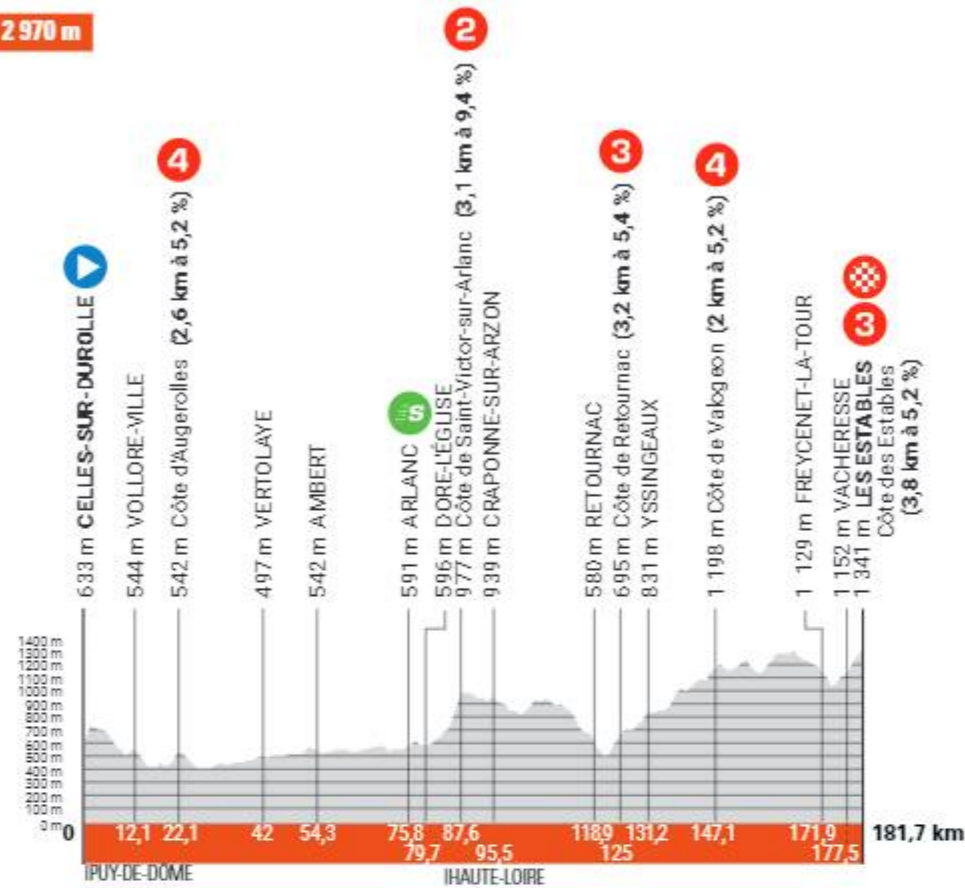 2 970 m
633 m CELLES-SUR-DUROLLE
544 m VOLLORE-VILLE
4
542 m Côte d'Augerolles (2,6 km à 5,2 %)
497 m VERTOLAYE
542 m AMBERT
S
591 m ARLANC
596 m DORE-L'ÉGLISE
2
977 m Côte de Saint-Victor-sur-Arlanc (3,1 km à 9,4 %)
939 m CRAPONNE-SUR-ARZON
580 m RETOURNAC
3
695 m Côte de Retournac (3,2 km à 5,4 %)
831 m YSSINGEAUX
4
1 198 m Côte de Valogeon (2 km à 5,2 %)
1 129 m FREYCENET-LA-TOUR
1 152 m VACHERESSE
3
1 341 m LES ESTABLES
Côte des Estables
(3,8 km à 5,2 %)
1400 m
1300 m
1200 m
1100 m
1000 m
900 m
800 m
700 m
600 m
500 m
400 m
300 m
200 m
100 m
0 m
0 12,1 22,1 42 54,3 75,8 87,6 118,9 131,2 147,1 171,9 181,7 km
79,7 95,5 125 177,5
PUY-DE-DÔME
HAUTE-LOIRE